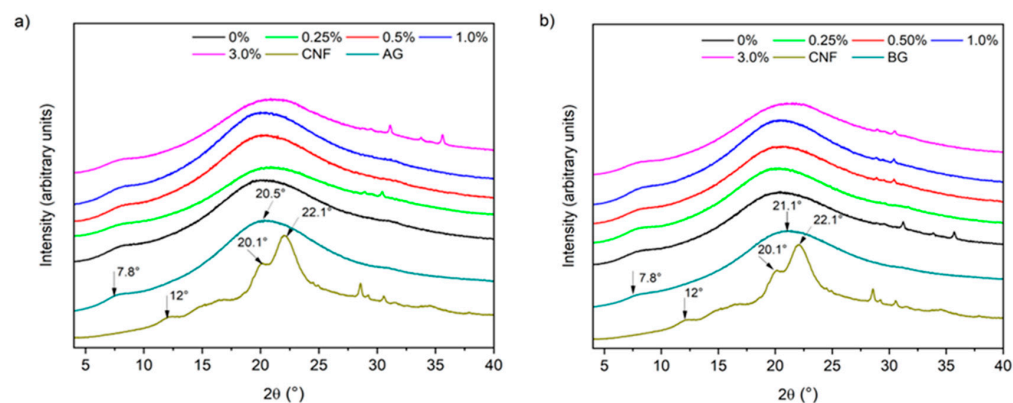 a)
0% 0.25% 0.5% 1.0%
3.0% CNF AG
Intensity (arbitrary units)
20.5°
22.1°
20.1°
7.8°
12°
5 10 15 20 25 30 35 40
2θ (°)
b)
0% 0.25% 0.50% 1.0%
3.0% CNF BG
Intensity (arbitrary units)
21.1°
22.1°
20.1°
7.8°
12°
5 10 15 20 25 30 35 40
2θ (°)